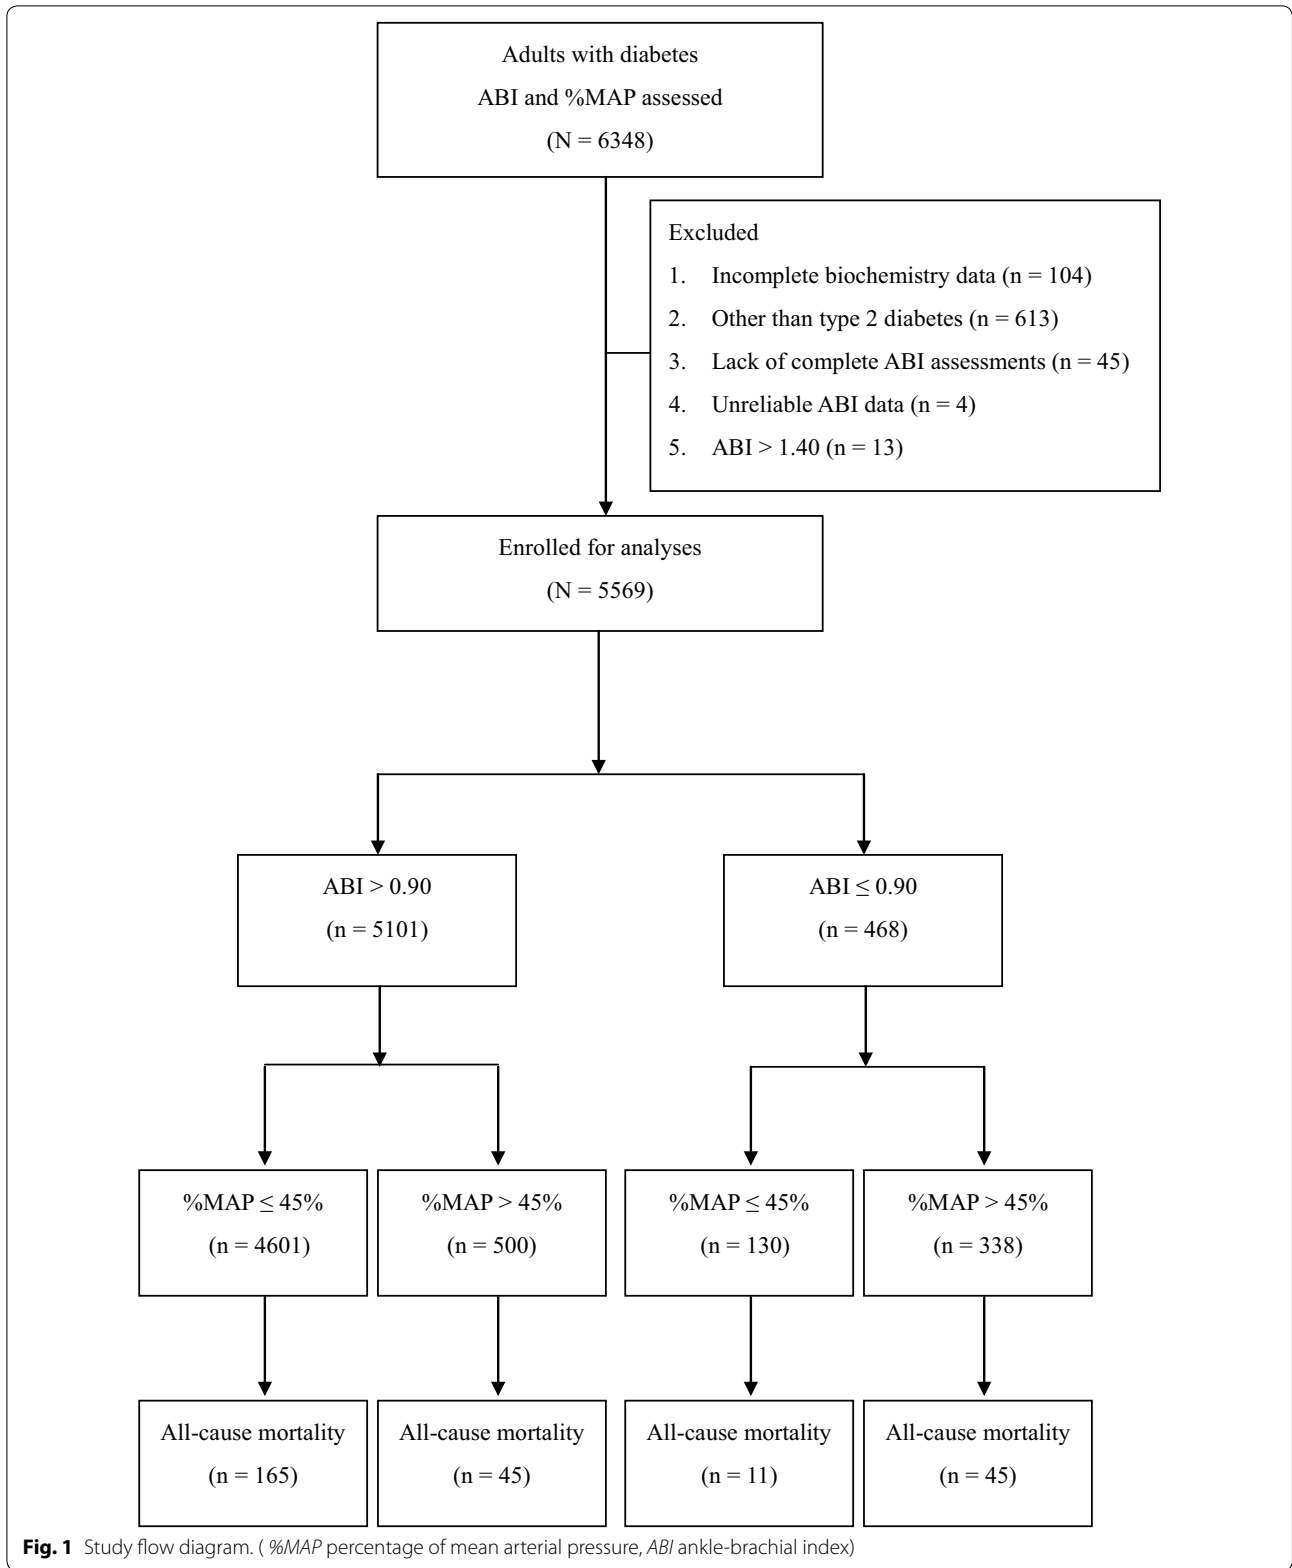 Adults with diabetes
ABI and %MAP assessed
(N = 6348)
Excluded
1. Incomplete biochemistry data (n = 104)
2. Other than type 2 diabetes (n = 613)
3. Lack of complete ABI assessments (n = 45)
4. Unreliable ABI data (n = 4)
5. ABI > 1.40 (n = 13)
Enrolled for analyses
(N = 5569)
ABI > 0.90
(n = 5101)
ABI ≤ 0.90
(n = 468)
%MAP ≤ 45%
(n = 4601)
%MAP > 45%
(n = 500)
%MAP ≤ 45%
(n = 130)
%MAP > 45%
(n = 338)
All-cause mortality
(n = 165)
All-cause mortality
(n = 45)
All-cause mortality
(n = 11)
All-cause mortality
(n = 45)
Fig. 1 Study flow diagram. ( %MAP percentage of mean arterial pressure, ABI ankle-brachial index)